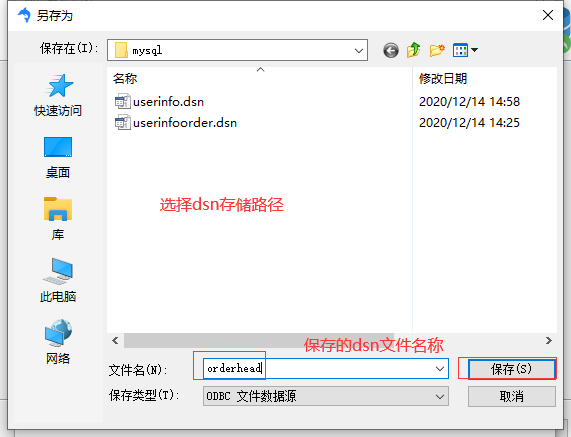 另存为
保存在(I):
mysql
名称
修改日期
userinfo.dsn
2020/12/14 14:58
userinfoorder.dsn
2020/12/14 14:25
快速访问
桌面
库
此电脑
网络
选择dsn存储路径
保存的dsn文件名称
文件名(N):
orderhead
保存(S)
保存类型(T):
ODBC 文件数据源
取消